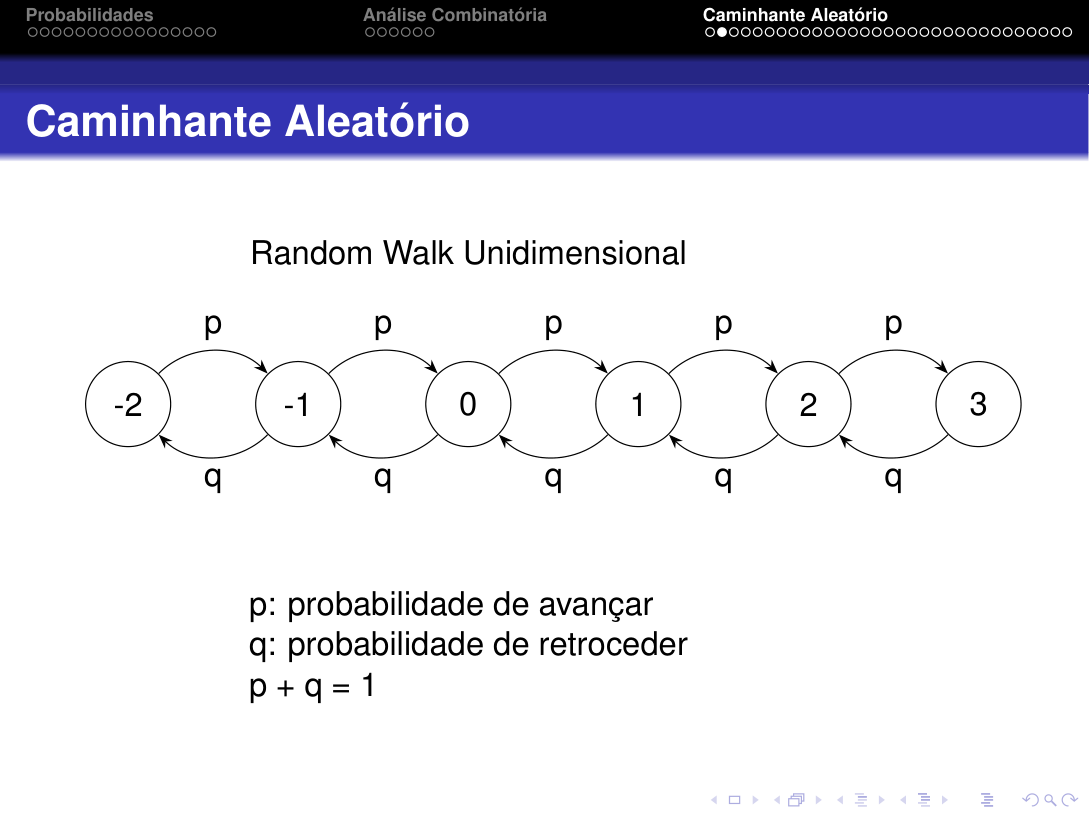 Probabilidades
Análise Combinatória
Caminhante Aleatório
Caminhante Aleatório
Random Walk Unidimensional
p p p p p
-2 -1 0 1 2 3
q q q q q
p: probabilidade de avançar
q: probabilidade de retroceder
p + q = 1